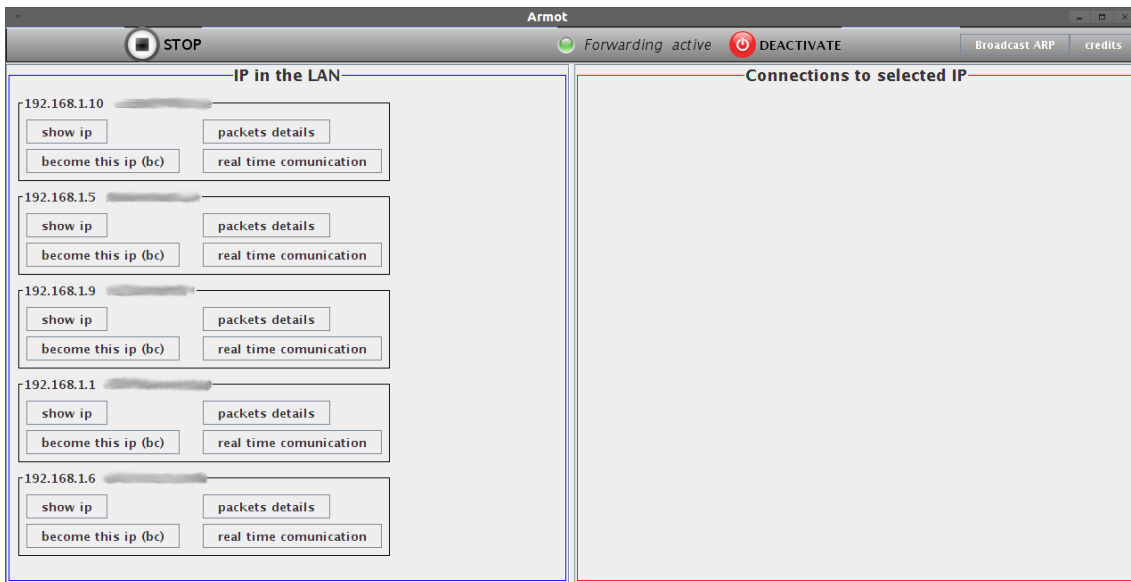 Armot
STOP Forwarding active DEACTIVATE Broadcast ARP credits
IP in the LAN
192.168.1.10
show ip packets details
become this ip (bc) real time comunication
192.168.1.5
show ip packets details
become this ip (bc) real time comunication
192.168.1.9
show ip packets details
become this ip (bc) real time comunication
192.168.1.1
show ip packets details
become this ip (bc) real time comunication
192.168.1.6
show ip packets details
become this ip (bc) real time comunication
Connections to selected IP